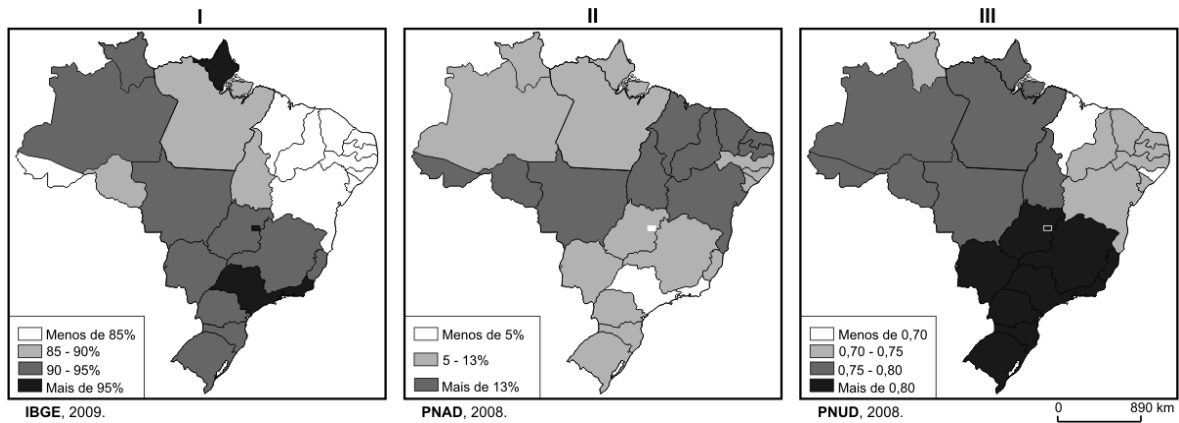 I
II
III
Menos de 85%
85 - 90%
90 - 95%
Mais de 95%
Menos de 5%
5 - 13%
Mais de 13%
Menos de 0,70
0,70 - 0,75
0,75 - 0,80
Mais de 0,80
IBGE, 2009.
PNAD, 2008.
PNUD, 2008.
0 890 km